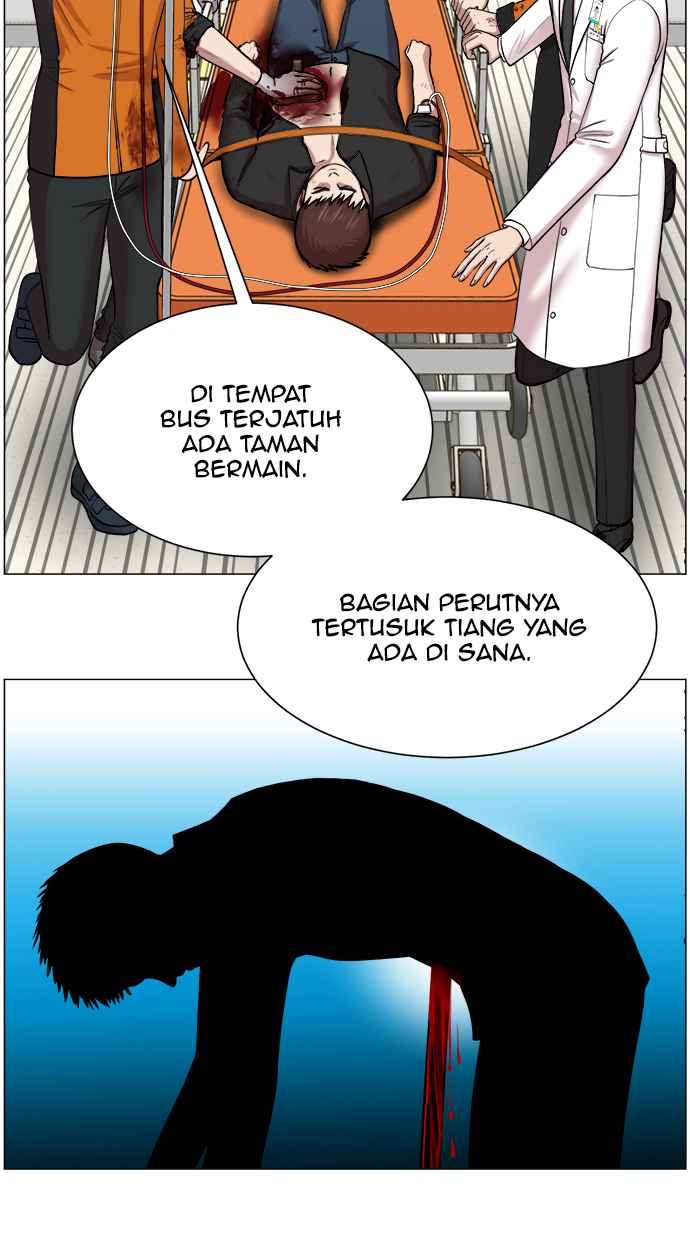 DI TEMPAT
BUS TERJATUH
ADA TAMAN
BERMAIN.
BAGIAN PERUTNYA
TERTUSUK TIANG YANG
ADA DI SANA.